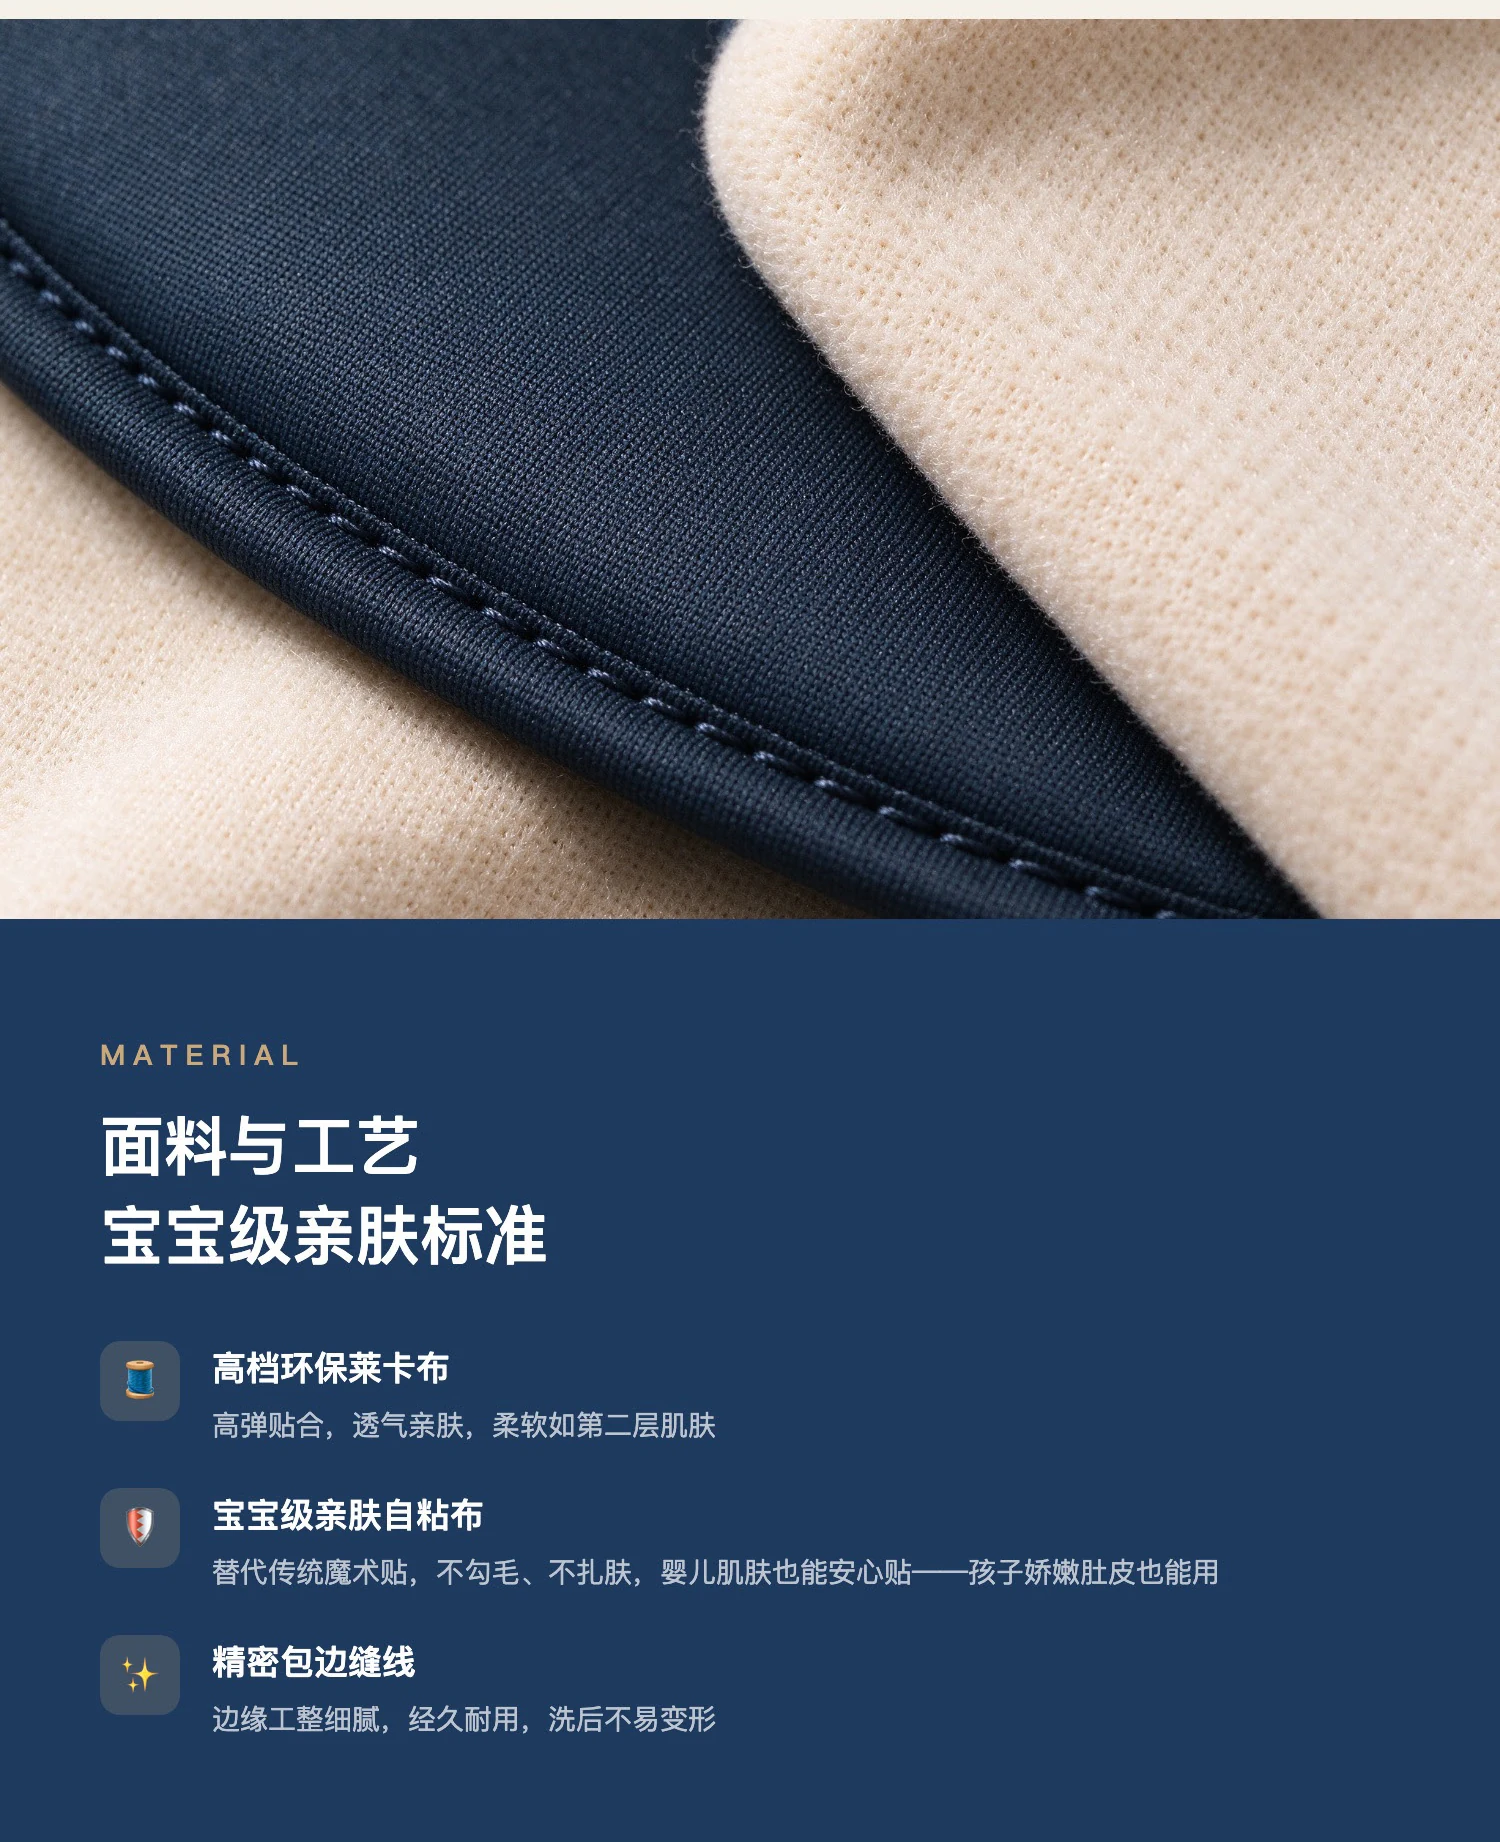 MATERIAL
面料与工艺
宝宝级亲肤标准
高档环保莱卡布
高弹贴合，透气亲肤，柔软如第二层肌肤
宝宝级亲肤自粘布
替代传统魔术贴，不勾毛、不扎肤，婴儿肌肤也能安心贴——孩子娇嫩肚皮也能用
精密包边缝线
边缘工整细腻，经久耐用，洗后不易变形